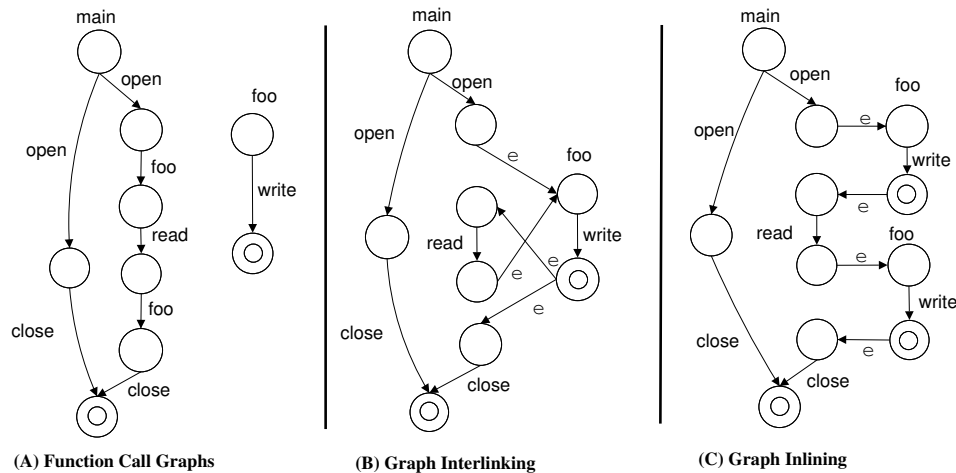 main
open
foo
open
foo
write
read
foo
close
close
(A) Function Call Graphs
main
open
open
e
foo
read
write
e
e
e
close
close
(B) Graph Interlinking
main
open
foo
e
open
write
e
read
foo
e
write
e
close
close
(C) Graph Inlining